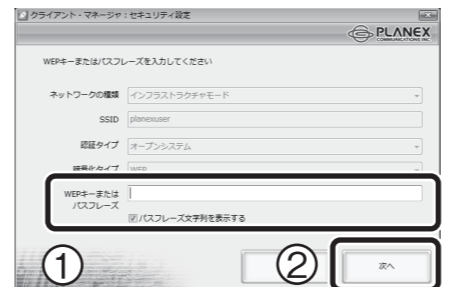 クライアント・マネージャ：セキュリティ設定
PLANEX
COMMUNICATIONS INC.
WEPキーまたはパスフレーズを入力してください
ネットワークの種類 インフラストラクチャモード
SSID planexuser
認証タイプ オープンシステム
暗号化タイプ WEP
WEPキーまたは
パスフレーズ
パスフレーズ文字列を表示する
① ② 次へ